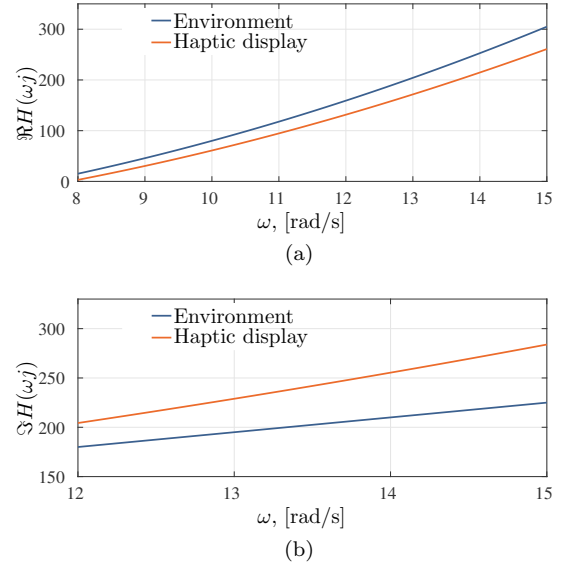 Environment
Haptic display
ℜH(ωj)
300
200
100
0
8 9 10 11 12 13 14 15
ω, [rad/s]
(a)
Environment
Haptic display
ℑH(ωj)
300
250
200
150
12 13 14 15
ω, [rad/s]
(b)